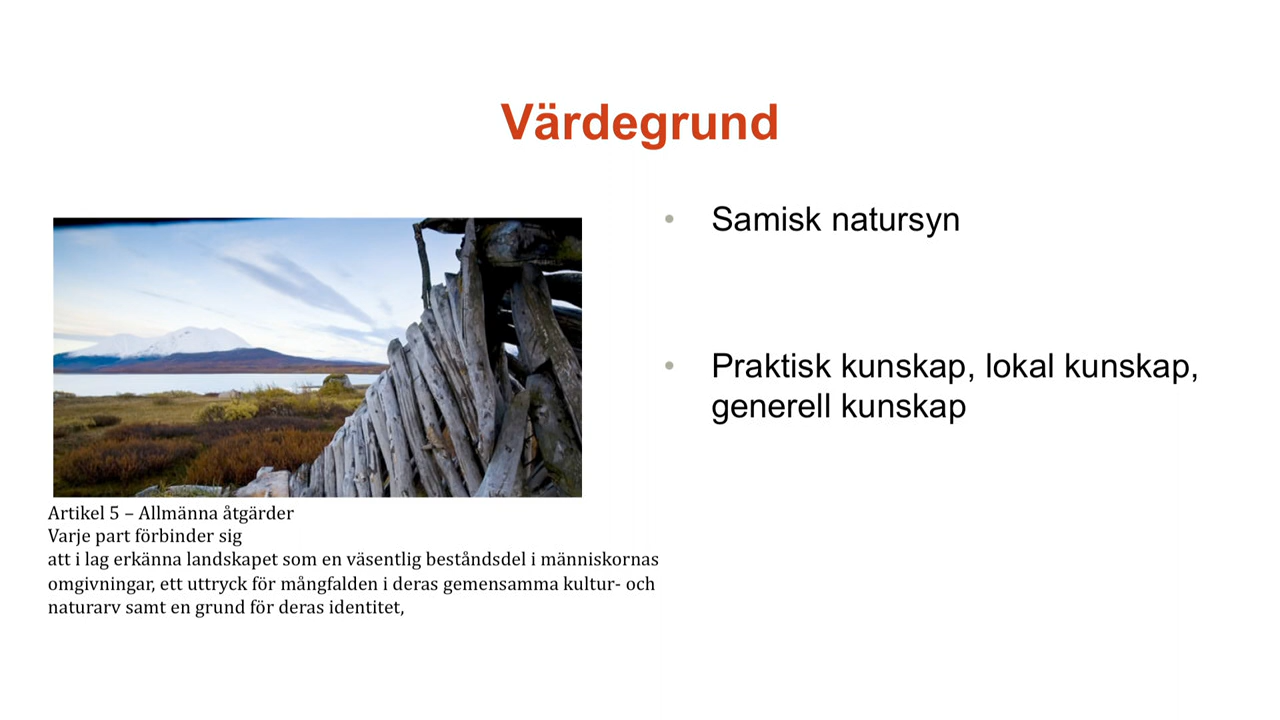 Värdegrund
• Samisk natursyn
• Praktisk kunskap, lokal kunskap,
generell kunskap
Artikel 5 – Allmänna åtgärder
Varje part förbinder sig
att i lag erkänna landskapet som en väsentlig beståndsdel i människornas
omgivningar, ett uttryck för mångfalden i deras gemensamma kultur- och
naturarv samt en grund för deras identitet,